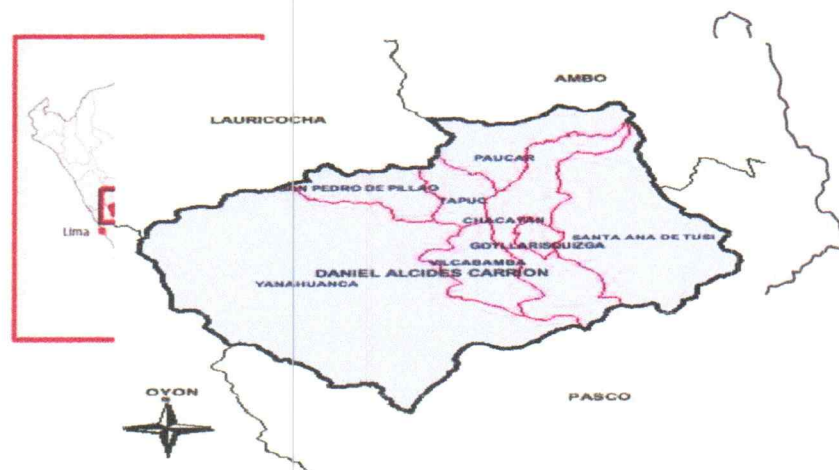 AMBO
LAURICOCHA
PAUCAR
SAN PEDRO DE PILLAO
TAPUC
Lima
CHACAYAN
SANTA ANA DE TUSI
GOYLLARISQUIZGA
VILCABAMBA
DANIEL ALCIDES CARRION
YANAHUANCA
OYON
PASCO